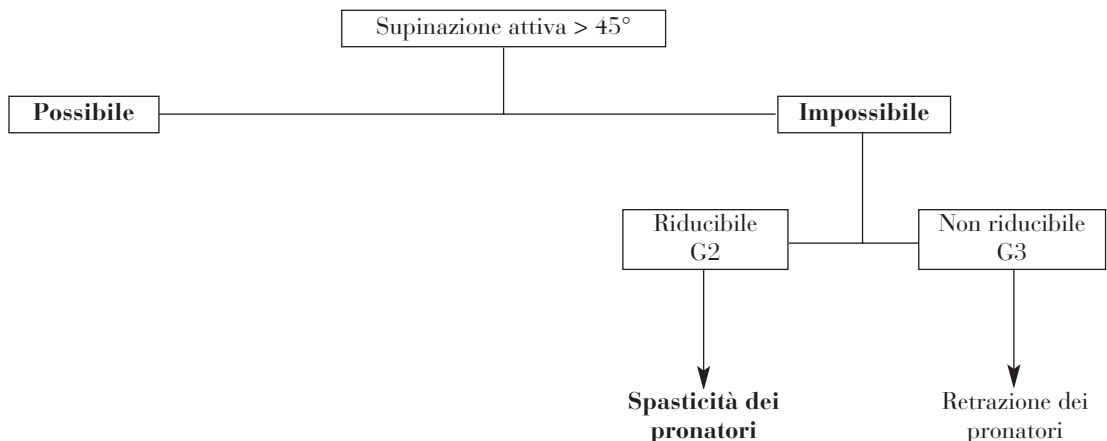 Supinazione attiva > 45°
Possibile
Impossibile
Riducibile
G2
Non riducibile
G3
Spasticità dei
pronatori
Retrazione dei
pronatori